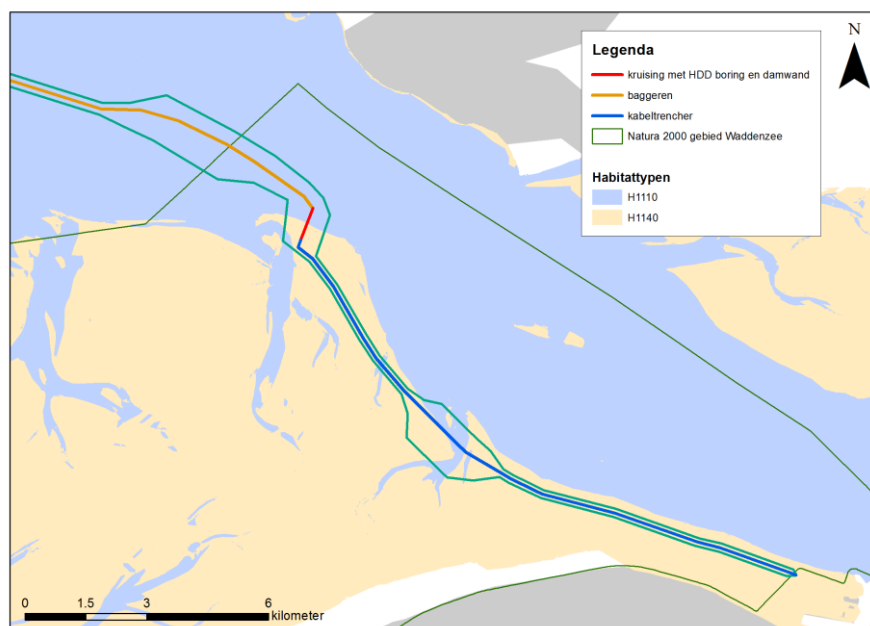 N
Legenda
kruising met HDD boring en damwand
baggeren
kabeltrencher
Natura 2000 gebied Waddenzee
Habitattypen
H1110
H1140
0 1.5 3 6
kilometer